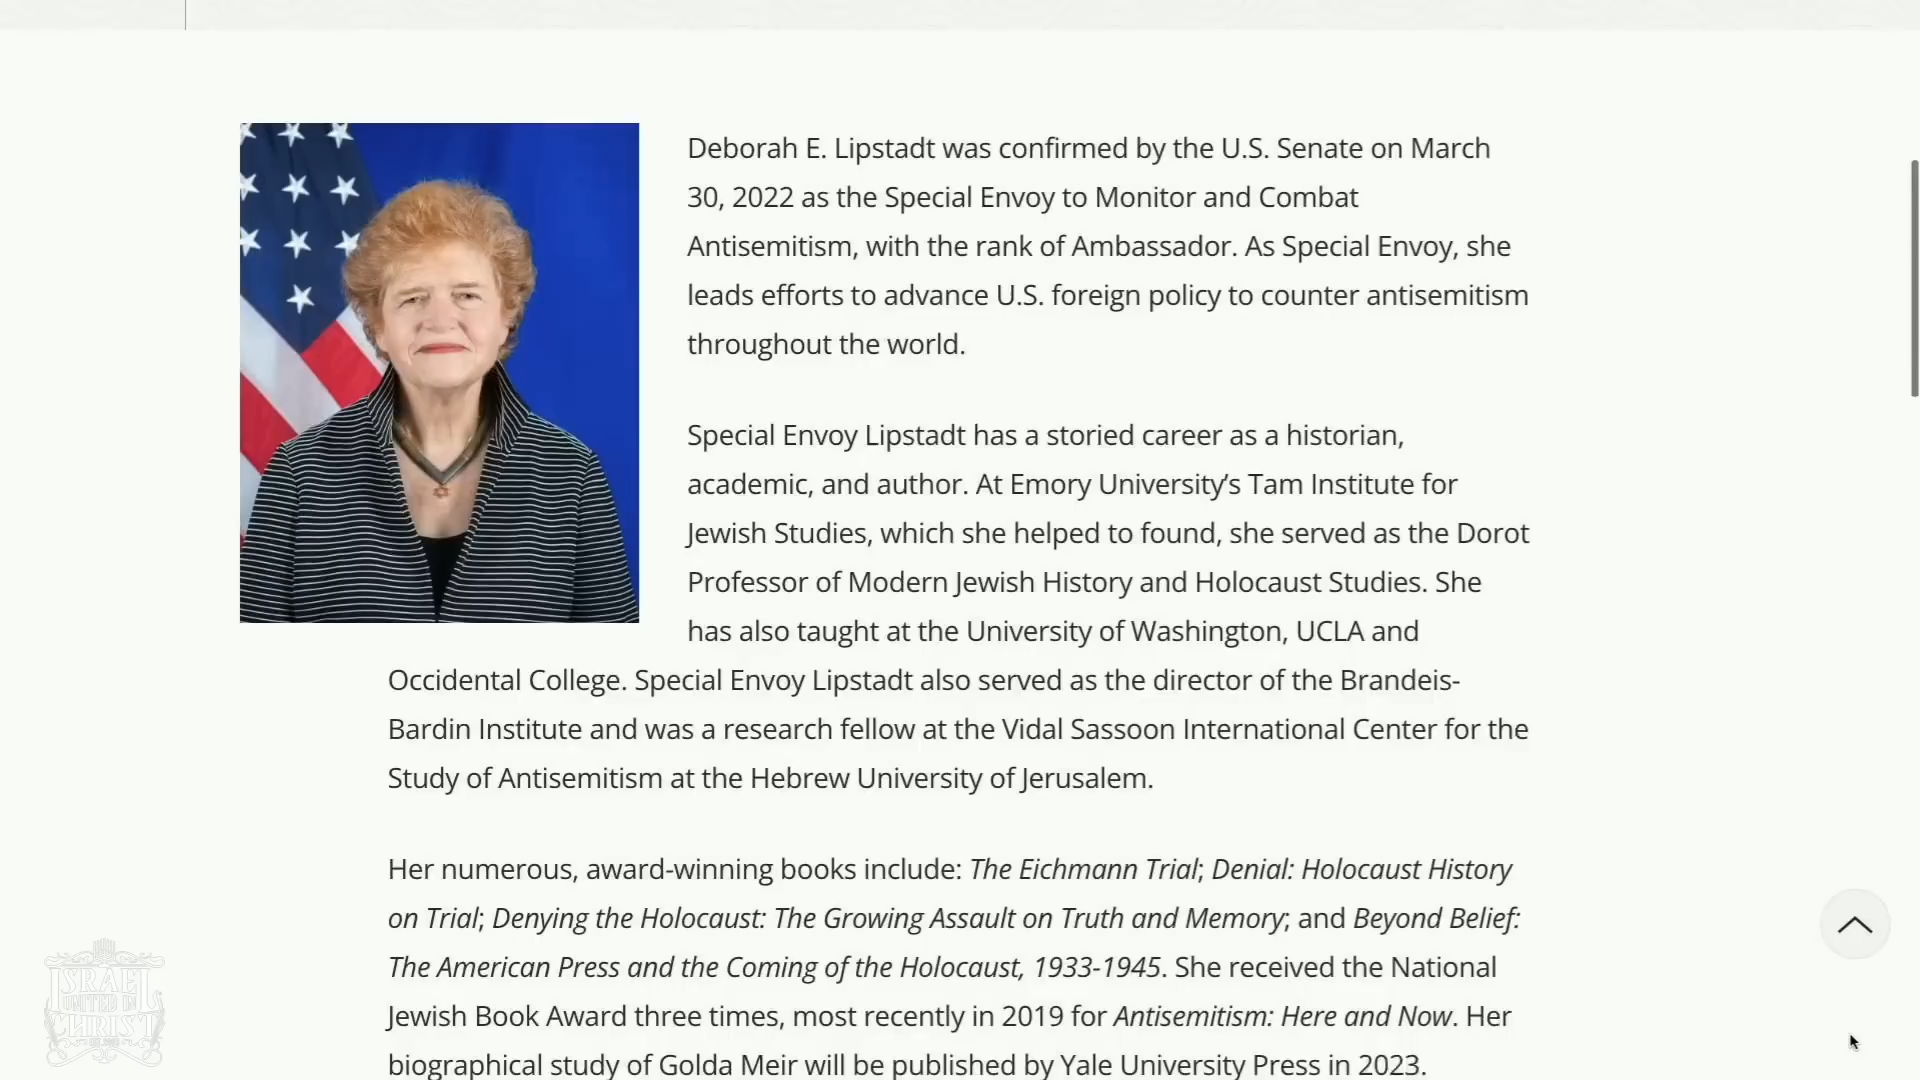 Deborah E. Lipstadt was confirmed by the U.S. Senate on March
30, 2022 as the Special Envoy to Monitor and Combat
Antisemitism, with the rank of Ambassador. As Special Envoy, she
leads efforts to advance U.S. foreign policy to counter antisemitism
throughout the world.
Special Envoy Lipstadt has a storied career as a historian,
academic, and author. At Emory University’s Tam Institute for
Jewish Studies, which she helped to found, she served as the Dorot
Professor of Modern Jewish History and Holocaust Studies. She
has also taught at the University of Washington, UCLA and
Occidental College. Special Envoy Lipstadt also served as the director of the Brandeis-
Bardin Institute and was a research fellow at the Vidal Sassoon International Center for the
Study of Antisemitism at the Hebrew University of Jerusalem.
Her numerous, award-winning books include: The Eichmann Trial; Denial: Holocaust History
on Trial; Denying the Holocaust: The Growing Assault on Truth and Memory; and Beyond Belief:
The American Press and the Coming of the Holocaust, 1933-1945. She received the National
Jewish Book Award three times, most recently in 2019 for Antisemitism: Here and Now. Her
biographical study of Golda Meir will be published by Yale University Press in 2023.
ISRAEL
UNITED IN
CHRIST